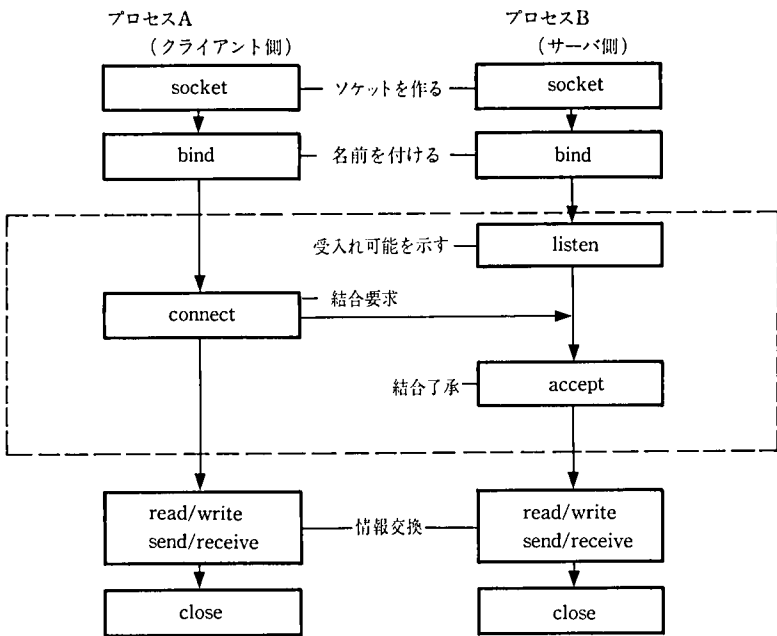 プロセスA プロセスB
(クライアント側) (サーバ側)
socket ソケットを作る socket
bind 名前を付ける bind
受入れ可能を示す listen
結合要求
connect
結合了承 accept
read/write read/write
情報交換
send/receive send/receive
close close